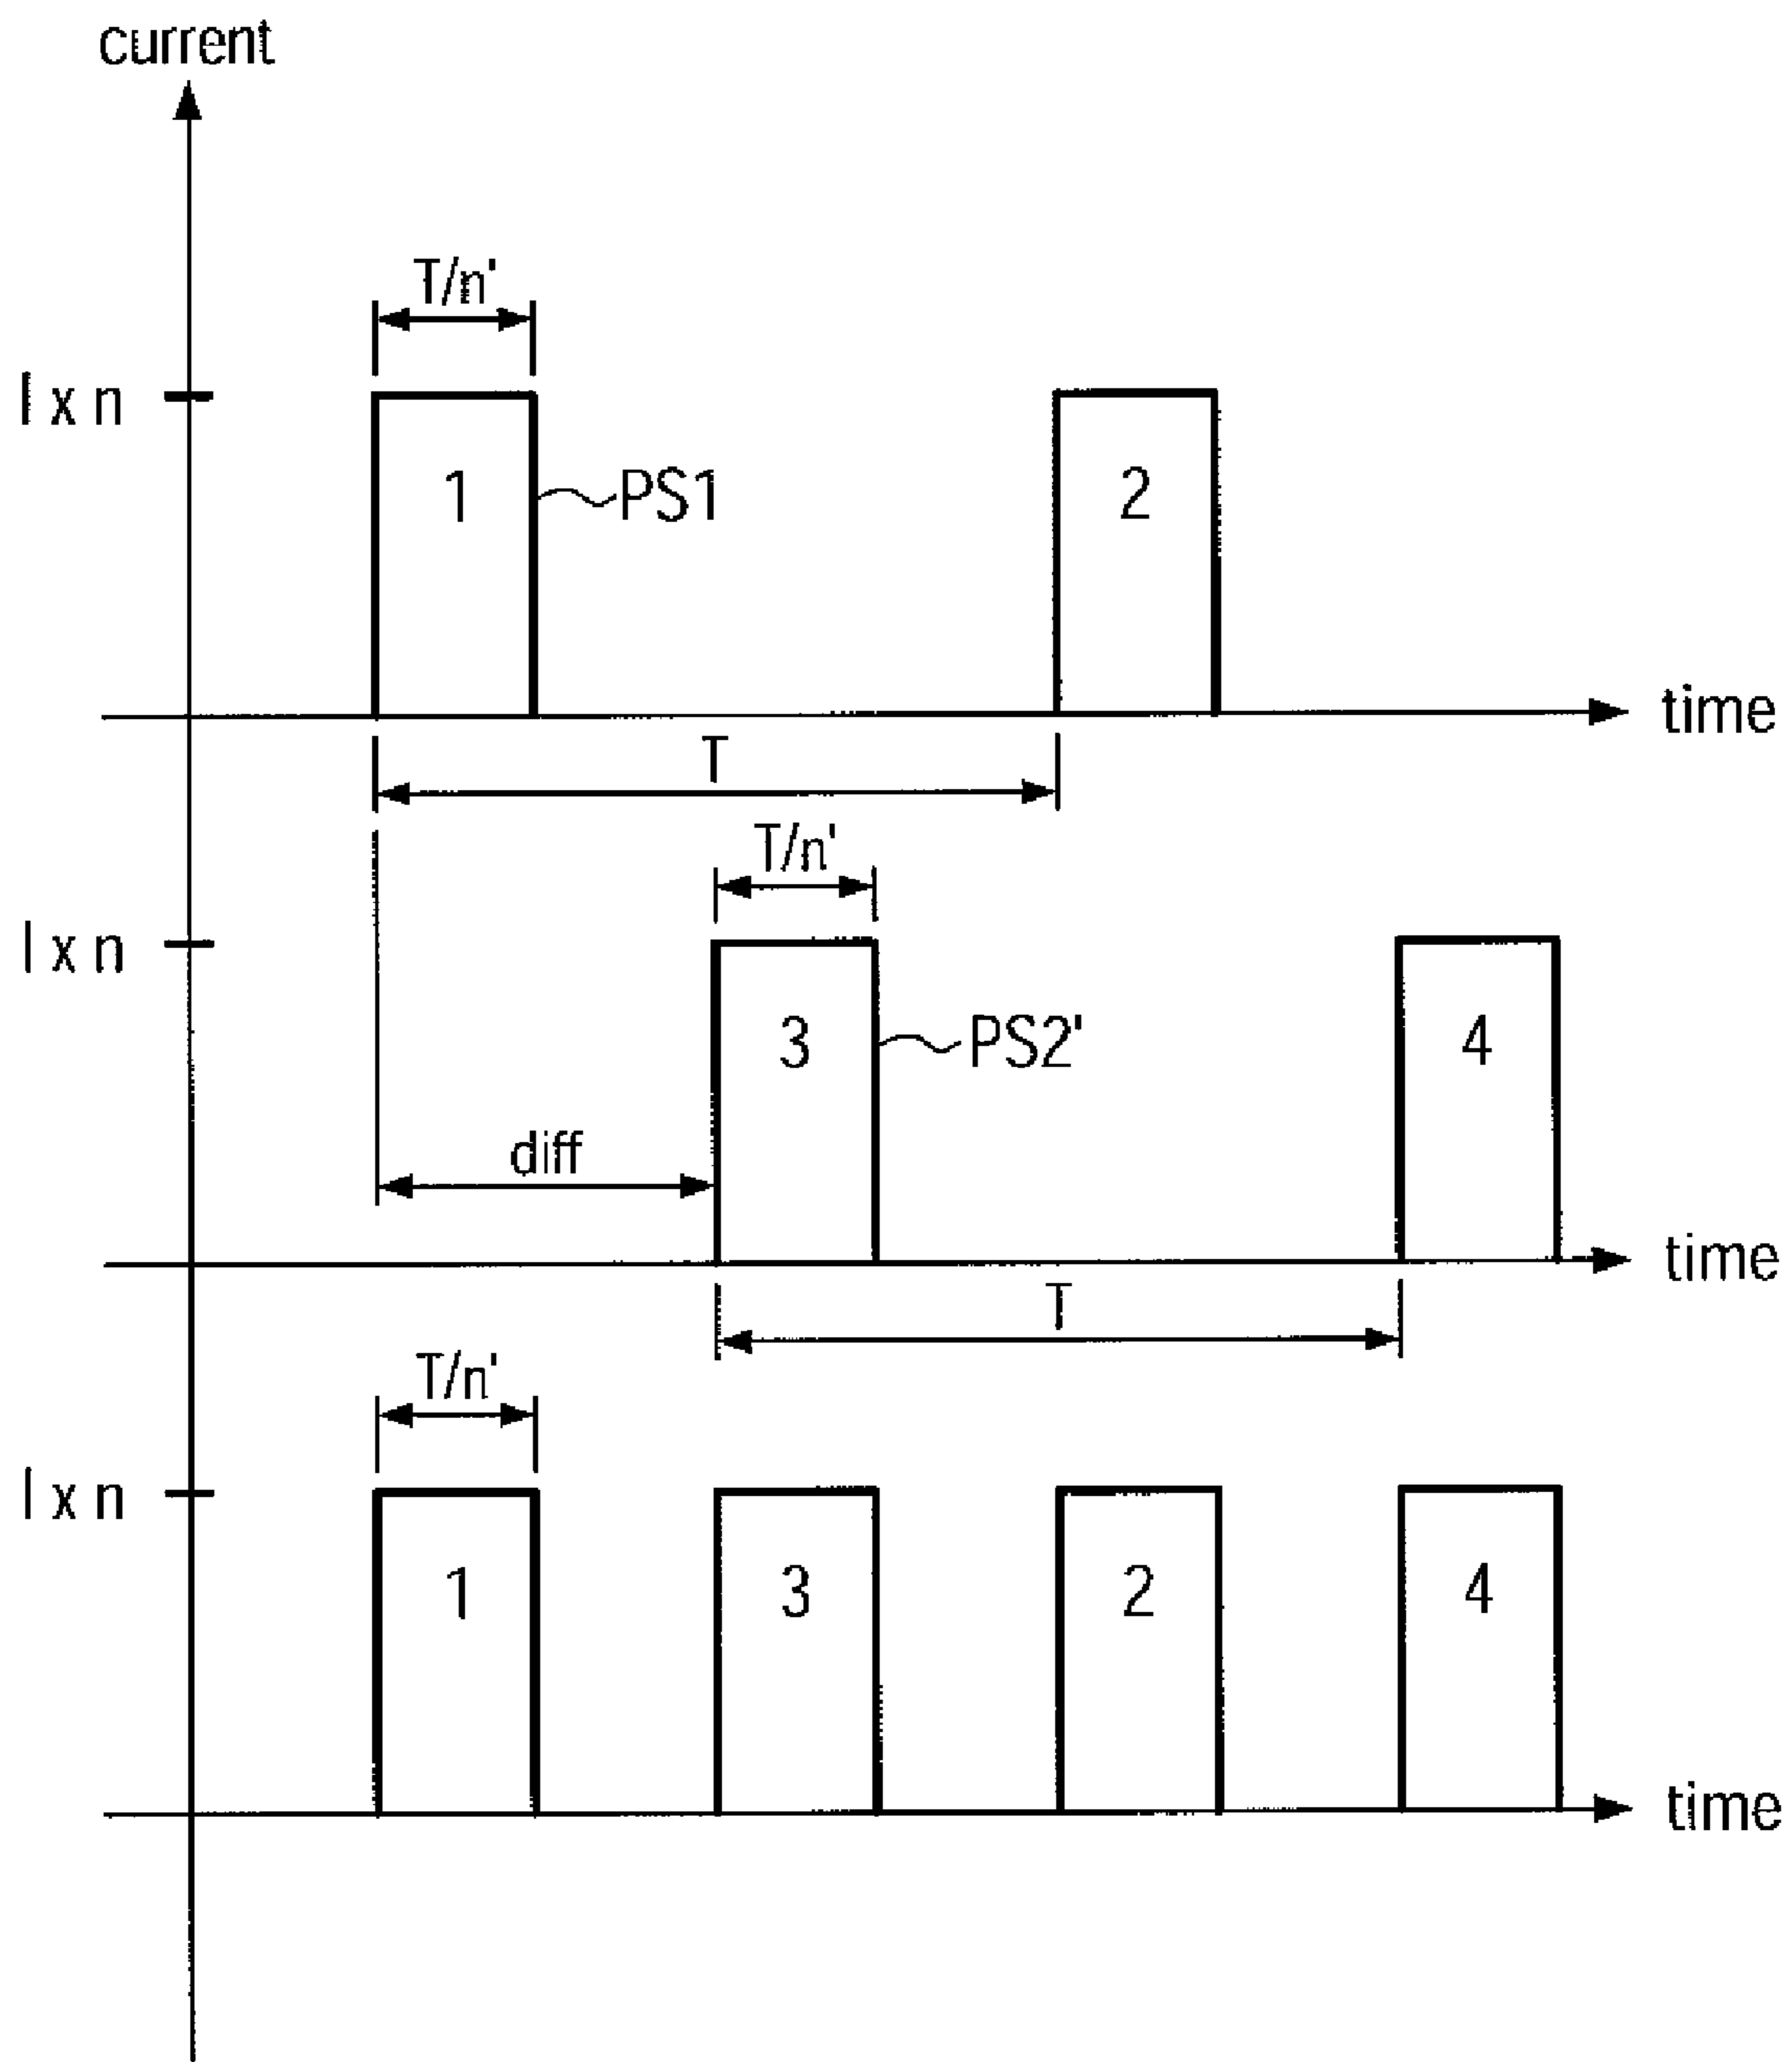 current
T/n'
I x n
1
PS1
2
time
T
T/n'
I x n
3
PS2'
4
diff
time
T
T/n'
I x n
1
3
2
4
time